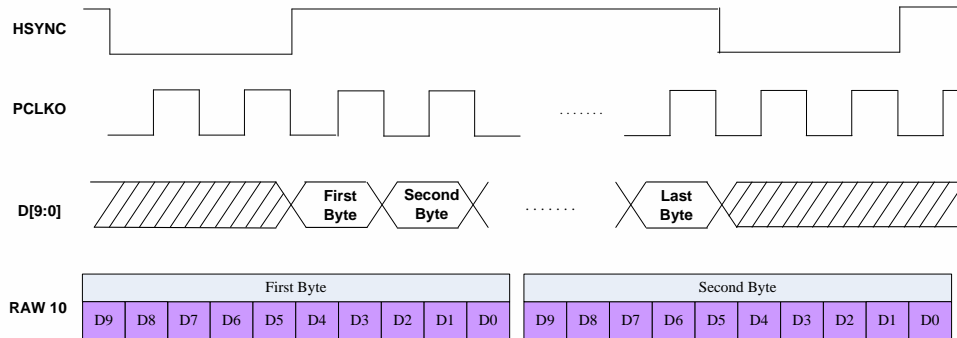 HSYNC
PCLKO
.......
D[9:0]
First Byte
Second Byte
.......
Last Byte
RAW 10
First Byte
Second Byte
D9 D8 D7 D6 D5 D4 D3 D2 D1 D0
D9 D8 D7 D6 D5 D4 D3 D2 D1 D0